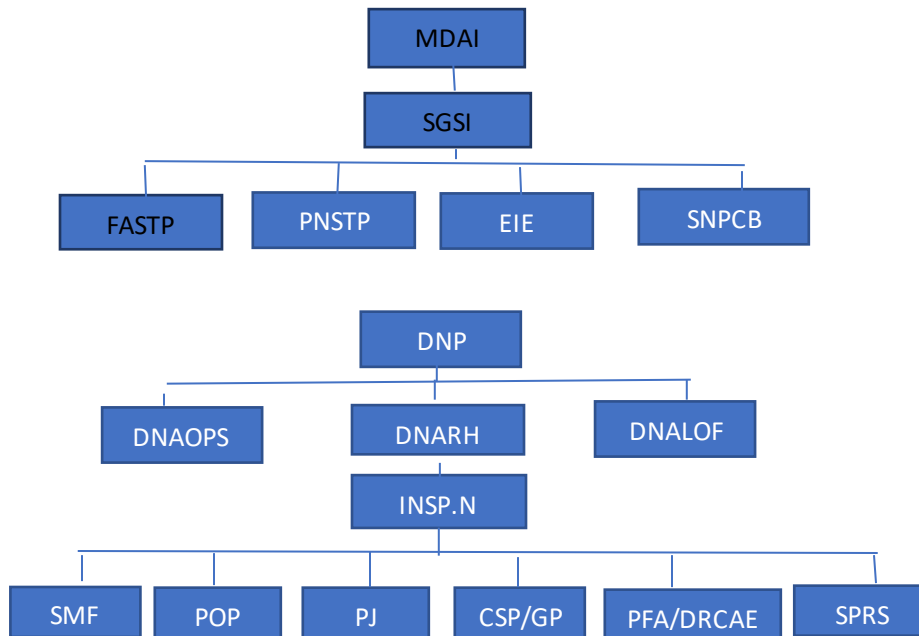 MDAI
SGSI
FASTP
PNSTP
EIE
SNPCB
DNP
DNAOPS
DNARH
DNALOF
INSP.N
SMF
POP
PJ
CSP/GP
PFA/DRCAE
SPRS